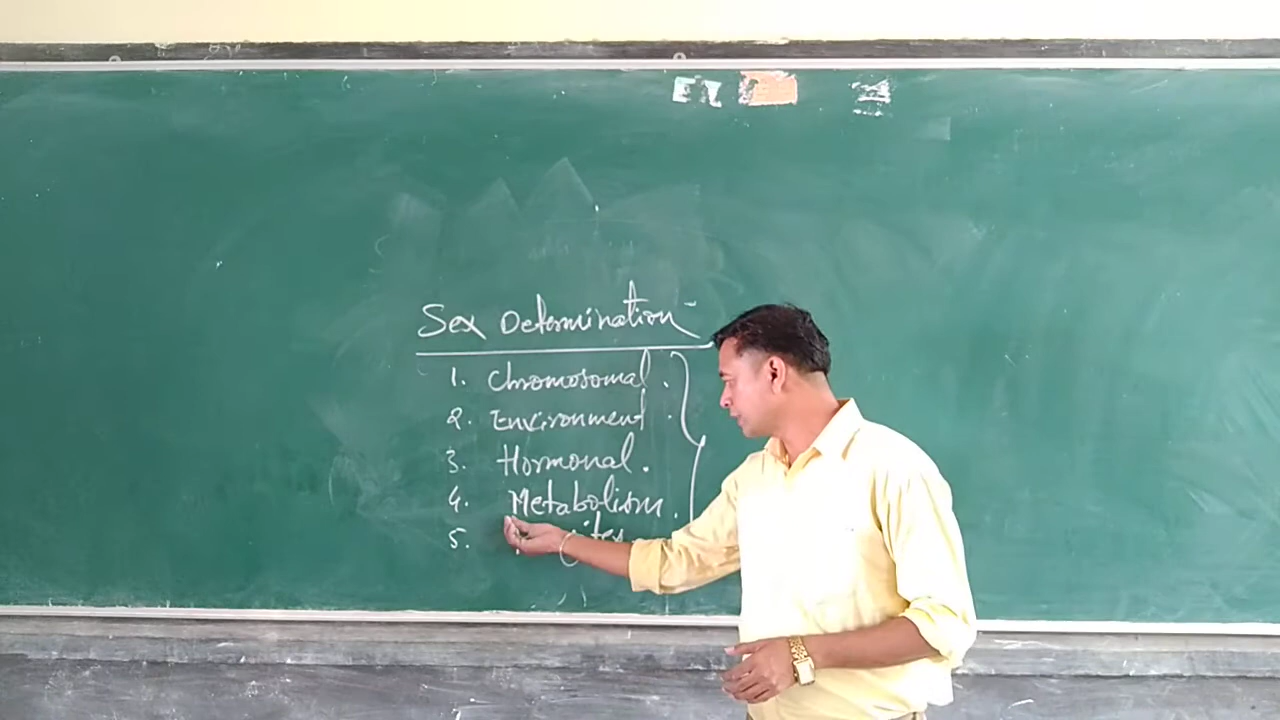 Sex Determination
1. Chromosomal.
2. Environment.
3. Hormonal.
4. Metabolism.
5.